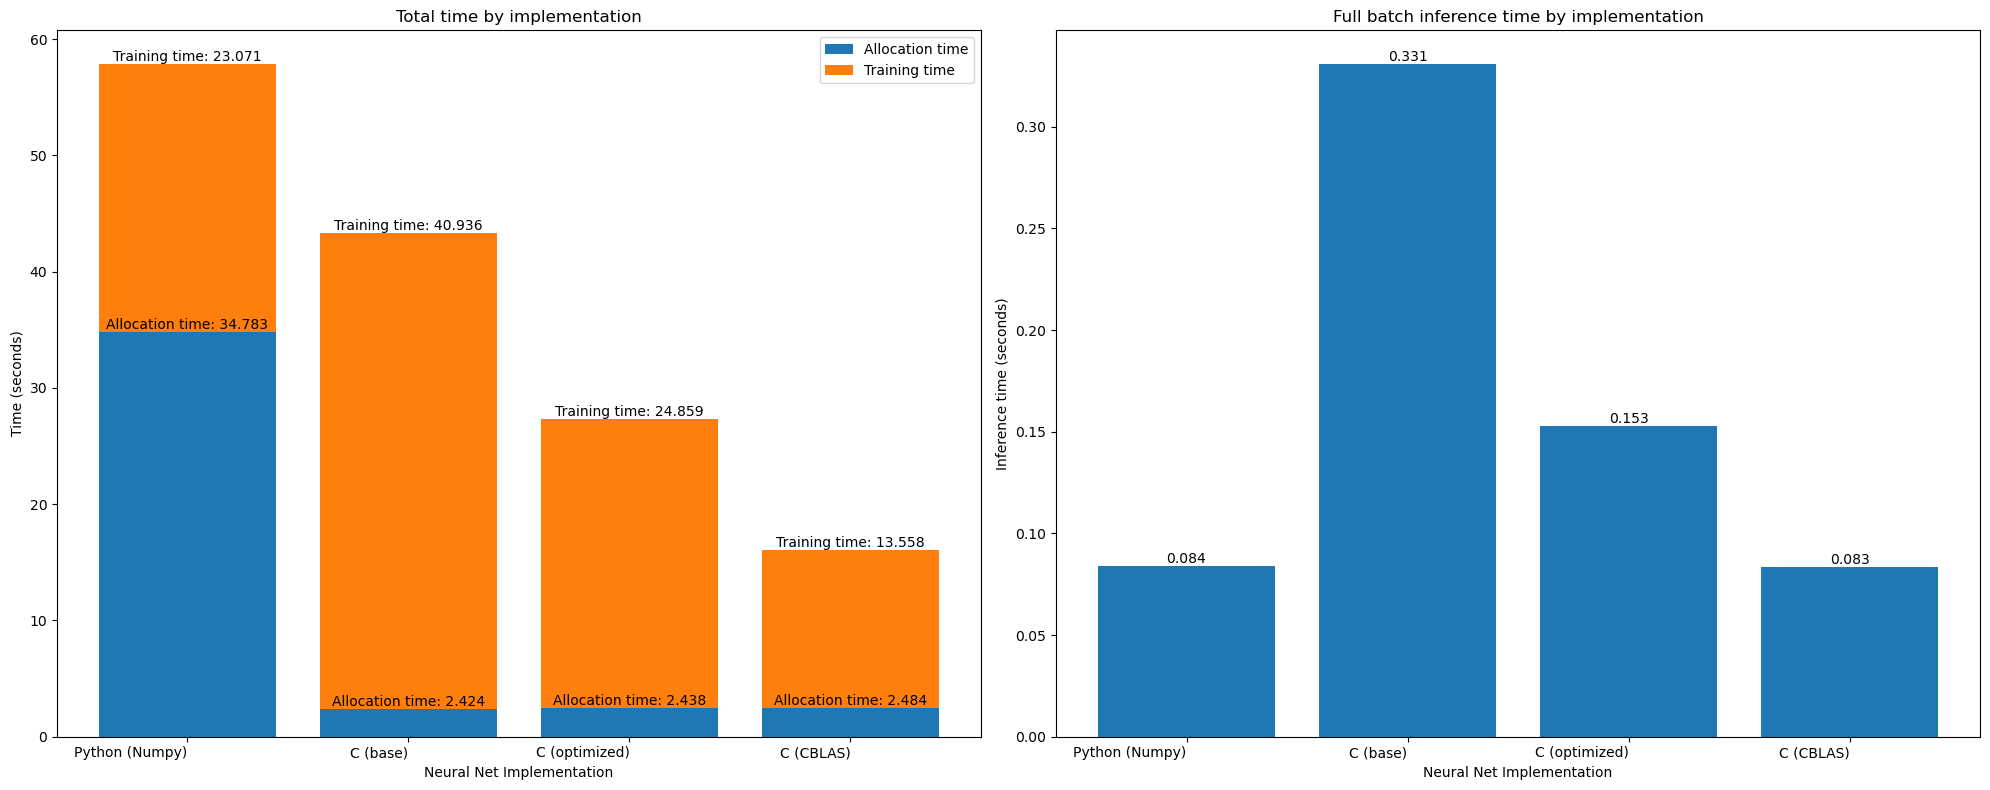 Total time by implementation
60
50
40
30
20
10
0
Time (seconds)
Training time: 23.071
Allocation time: 34.783
Training time: 40.936
Allocation time: 2.424
Training time: 24.859
Allocation time: 2.438
Training time: 13.558
Allocation time: 2.484
Allocation time
Training time
Python (Numpy)
C (base)
C (optimized)
C (CBLAS)
Neural Net Implementation
Full batch inference time by implementation
0.30
0.25
0.20
0.15
0.10
0.05
0.00
Inference time (seconds)
0.084
0.331
0.153
0.083
Python (Numpy)
C (base)
C (optimized)
C (CBLAS)
Neural Net Implementation